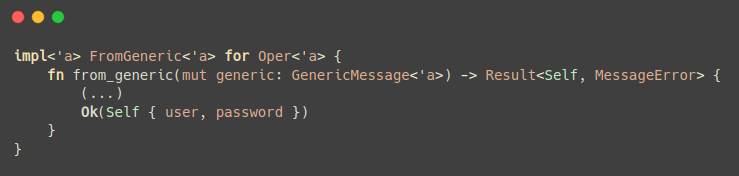 impl<'a> FromGeneric<'a> for Oper<'a> {
    fn from_generic(mut generic: GenericMessage<'a>) -> Result<Self, MessageError> {
        (...)
        Ok(Self { user, password })
    }
}